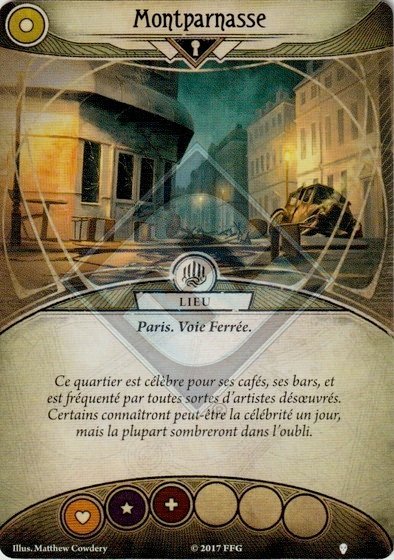 Montparnasse
LIEU
Paris. Voie Ferrée.
Ce quartier est célèbre pour ses cafés, ses bars, et
est fréquenté par toutes sortes d'artistes désœuvrés.
Certains connaîtront peut-être la célébrité un jour,
mais la plupart sombreront dans l'oubli.
Illus. Matthew Cowdery
© 2017 FFG